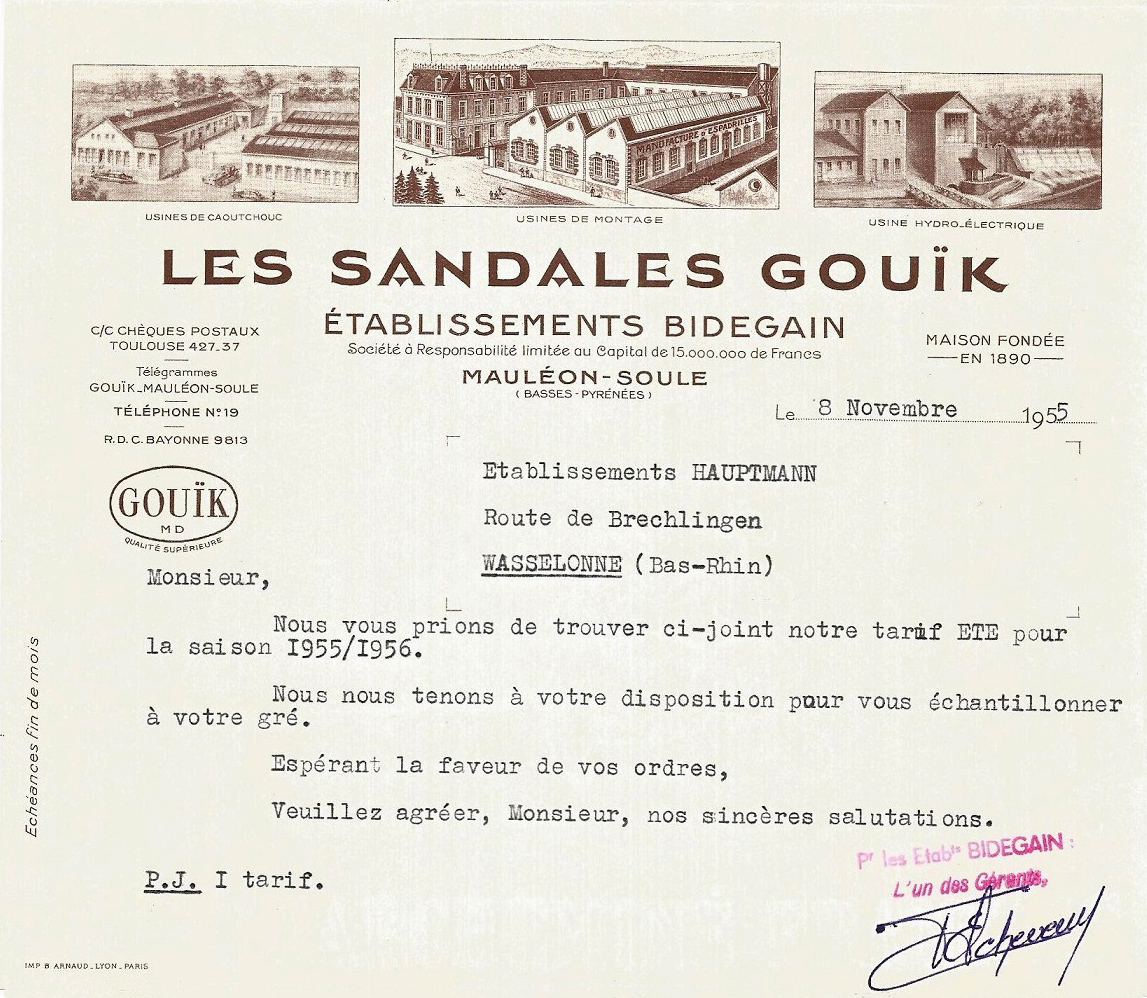 MANUFACTURE D'ESPADRILLES
USINES DE CAOUTCHOUC
USINES DE MONTAGE
USINE HYDRO-ÉLECTRIQUE
LES SANDALES GOUÏK
ÉTABLISSEMENTS BIDEGAIN
Société à Responsabilité limitée au Capital de 15.000.000 de Francs
MAULÉON-SOULE
(BASSES-PYRÉNÉES)
C/C CHÈQUES POSTAUX
TOULOUSE 427-37
Télégrammes
GOUÏK-MAULÉON-SOULE
TÉLÉPHONE N° 19
R.D.C. BAYONNE 9813
MAISON FONDÉE
EN 1890
Le 8 Novembre 1955
GOUÏK
MD
QUALITÉ SUPÉRIEURE
Etablissements HAUPTMANN
Route de Brechlingen
WASSELONNE (Bas-Rhin)
Monsieur,
Nous vous prions de trouver ci-joint notre tarif ETE pour
la saison I955/I956.
Nous nous tenons à votre disposition pour vous échantillonner
à votre gré.
Espérant la faveur de vos ordres,
Veuillez agréer, Monsieur, nos sincères salutations.
P.J. I tarif.
Pr les Etabts BIDEGAIN :
L'un des Gérants,
Echéances fin de mois
IMP B ARNAUD_LYON_PARIS